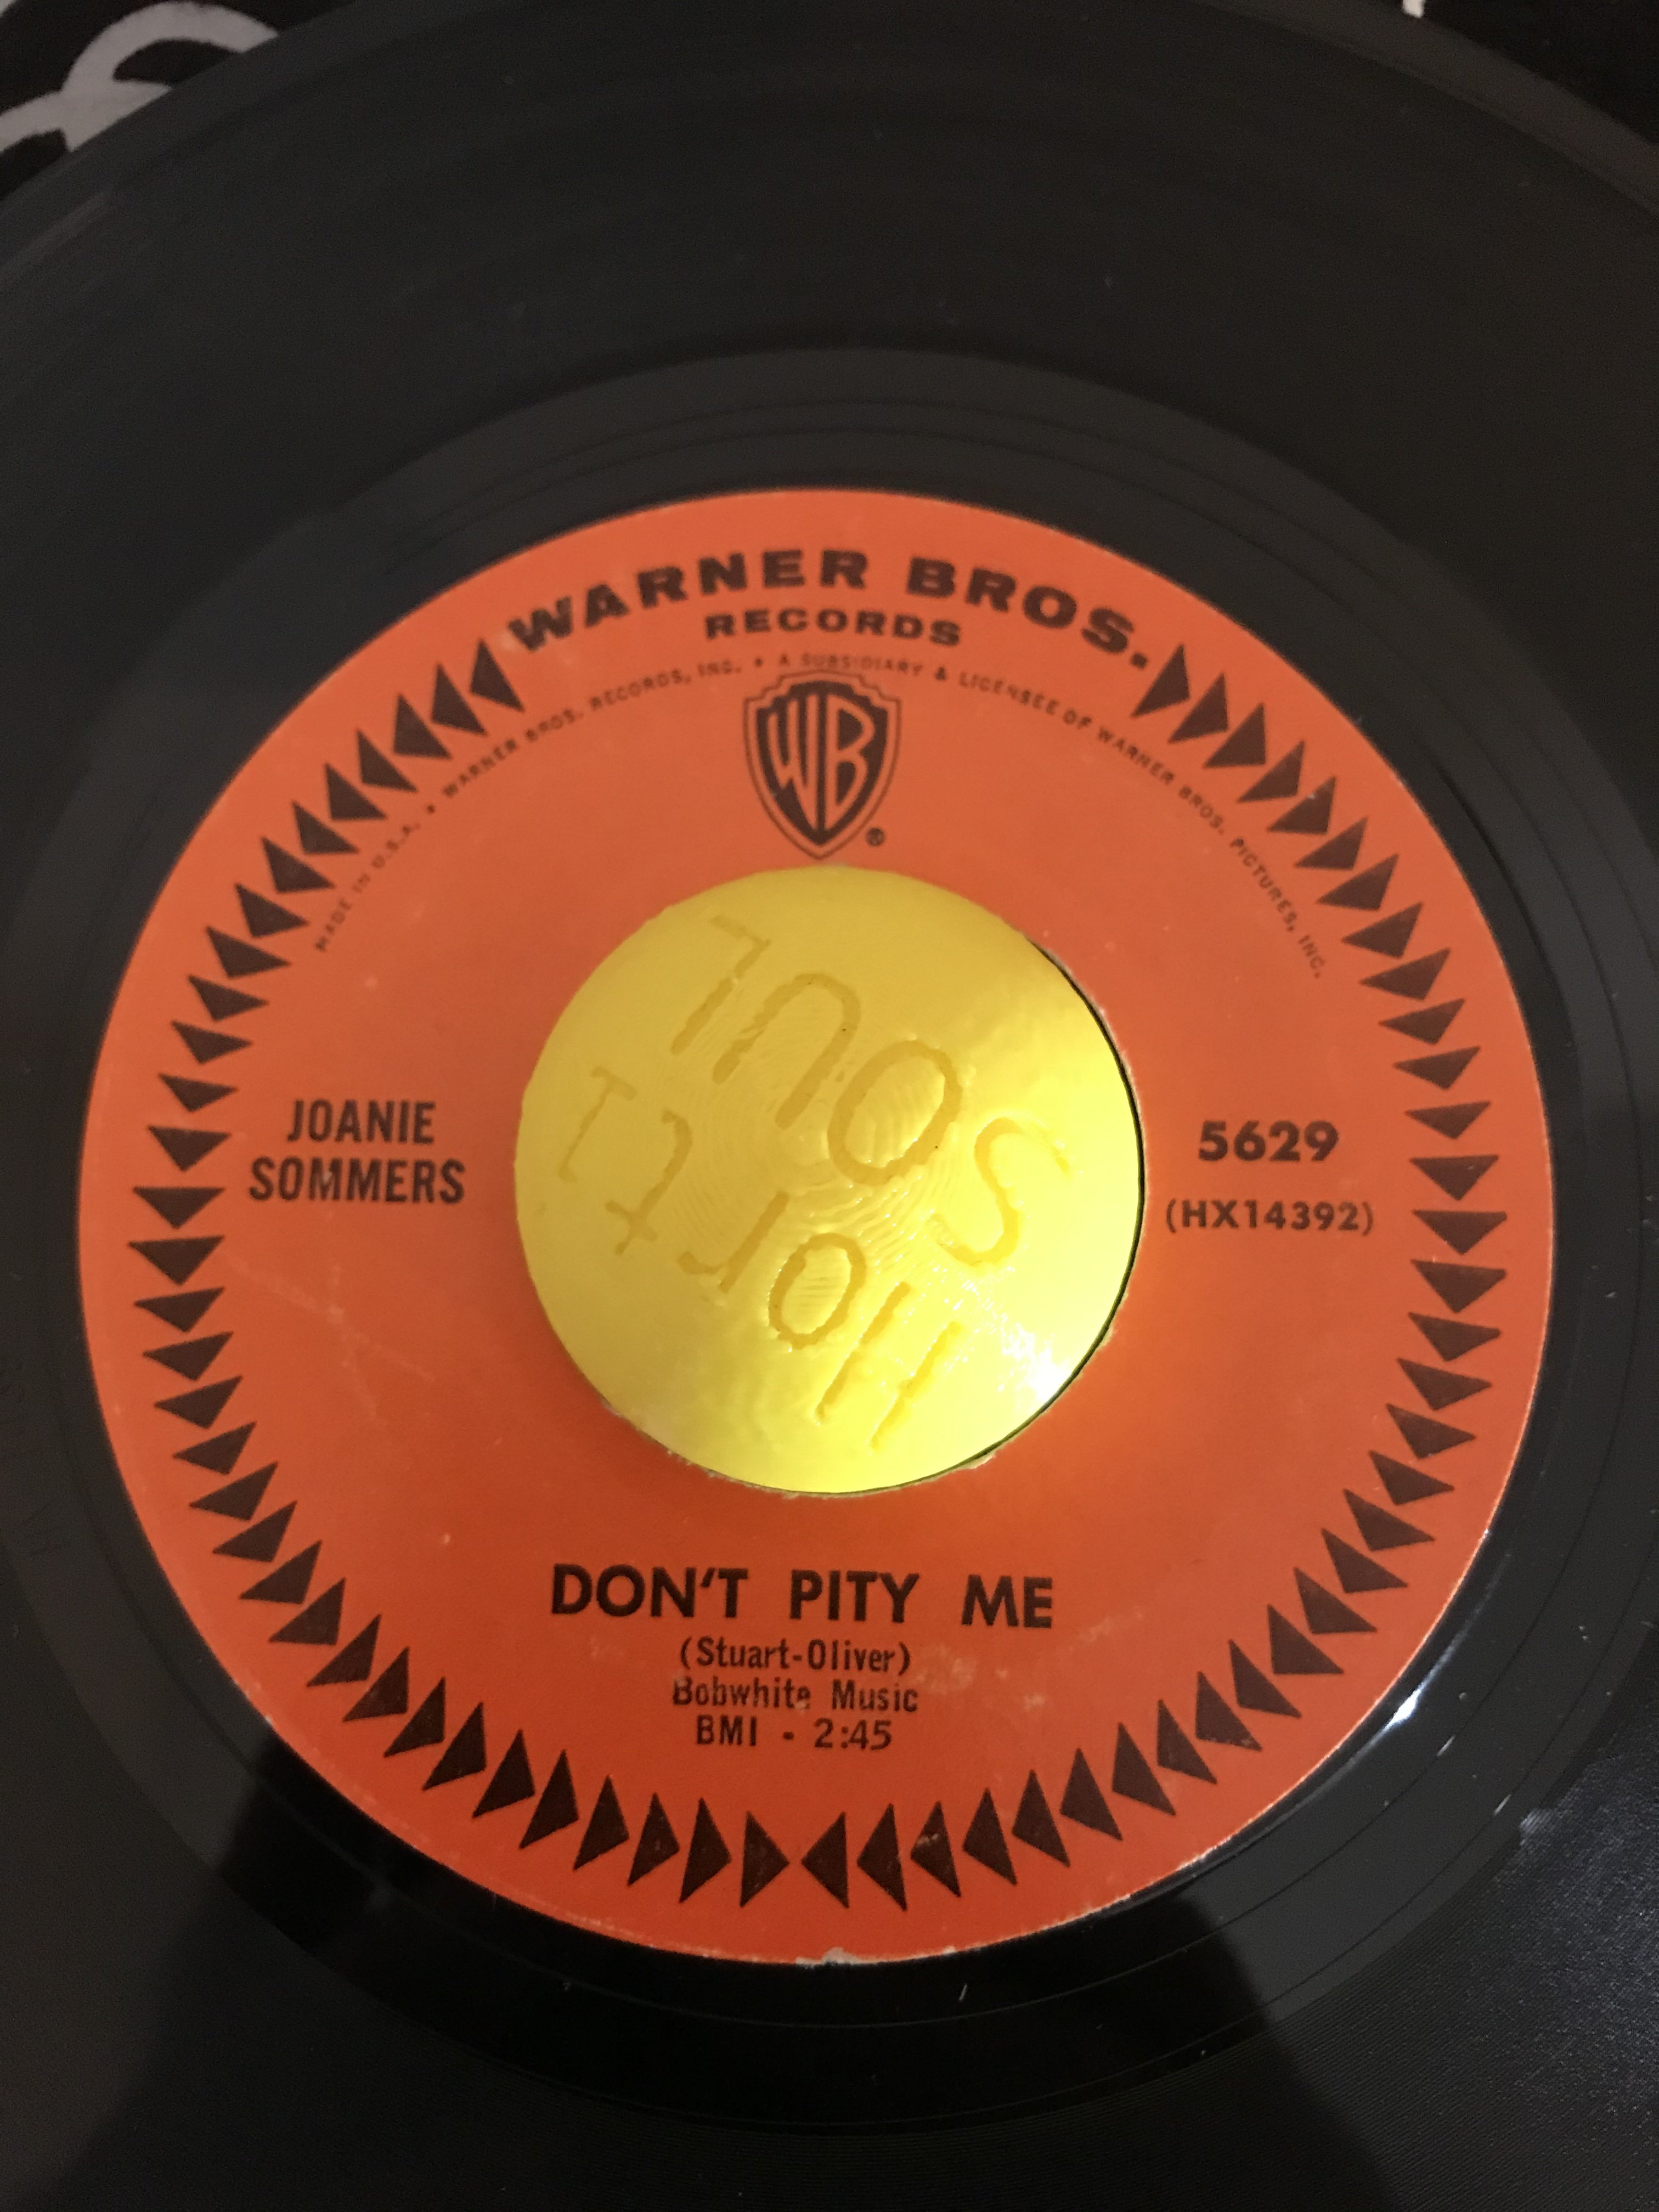 WARNER BROS.
RECORDS
MADE IN U.S.A. • WARNER BROS. RECORDS, INC. • A SUBSIDIARY & LICENSEE OF WARNER BROS. PICTURES, INC.
WB
®
JOANIE
SOMMERS
5629
(HX14392)
SOUL
DON'T PITY ME
(Stuart-Oliver)
Bobwhite Music
BMI - 2:45